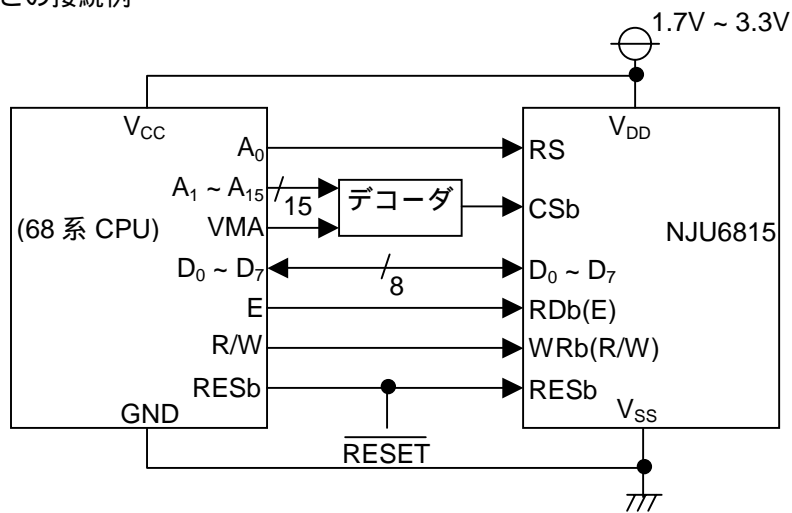 との接続例
1.7V ~ 3.3V
VCC
VDD
A0
RS
A1 ~ A15
15
デコーダ
CSb
(68 系 CPU)
VMA
NJU6815
D0 ~ D7
8
D0 ~ D7
E
RDb(E)
R/W
WRb(R/W)
RESb
RESb
GND
VSS
RESET